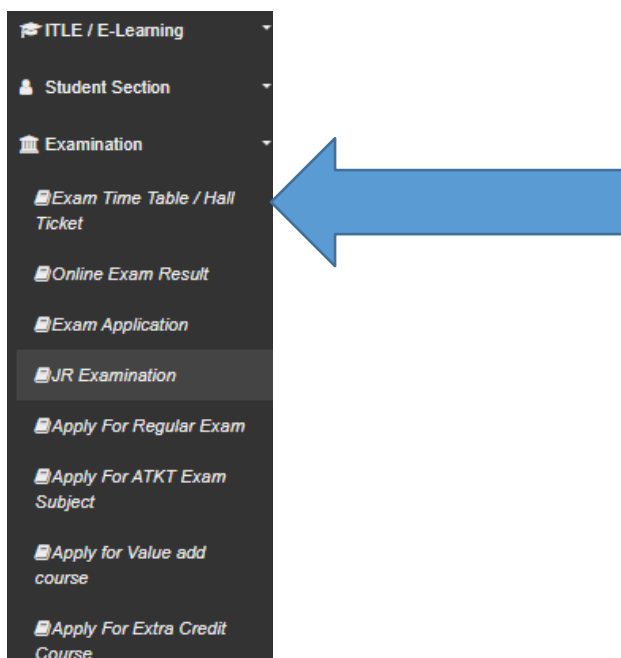 ITLE / E-Learning
Student Section
Examination
Exam Time Table / Hall
Ticket
Online Exam Result
Exam Application
JR Examination
Apply For Regular Exam
Apply For ATKT Exam
Subject
Apply for Value add
course
Apply For Extra Credit
Course